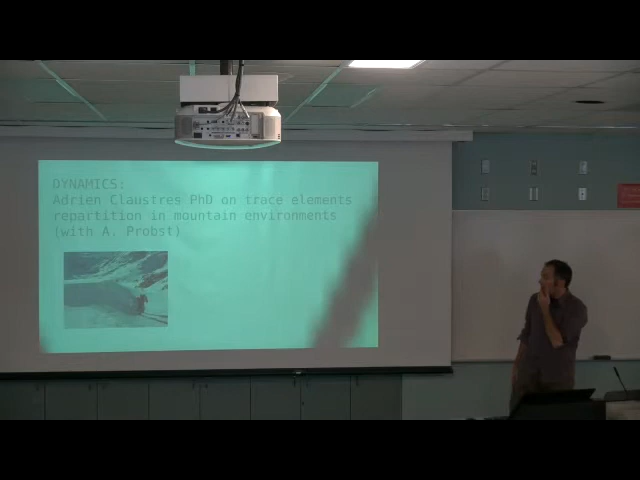 DYNAMICS:
Adrien Claustres PhD on trace elements
repartition in mountain environments
(with A. Probst)